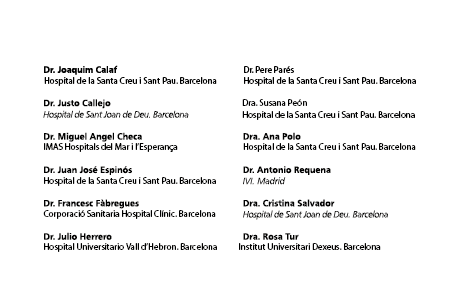 Dr. Joaquim Calaf
Hospital de la Santa Creu i Sant Pau. Barcelona
Dr. Justo Callejo
Hospital de Sant Joan de Deu. Barcelona
Dr. Miguel Angel Checa
IMAS Hospitals del Mar i l'Esperança
Dr. Juan José Espinós
Hospital de la Santa Creu i Sant Pau. Barcelona
Dr. Francesc Fàbregues
Corporació Sanitaria Hospital Clínic. Barcelona
Dr. Julio Herrero
Hospital Universitario Vall d'Hebron. Barcelona
Dr. Pere Parés
Hospital de la Santa Creu i Sant Pau. Barcelona
Dra. Susana Peón
Hospital de la Santa Creu i Sant Pau. Barcelona
Dra. Ana Polo
Hospital de la Santa Creu i Sant Pau. Barcelona
Dr. Antonio Requena
IVI. Madrid
Dra. Cristina Salvador
Hospital de Sant Joan de Deu. Barcelona
Dra. Rosa Tur
Institut Universitari Dexeus. Barcelona